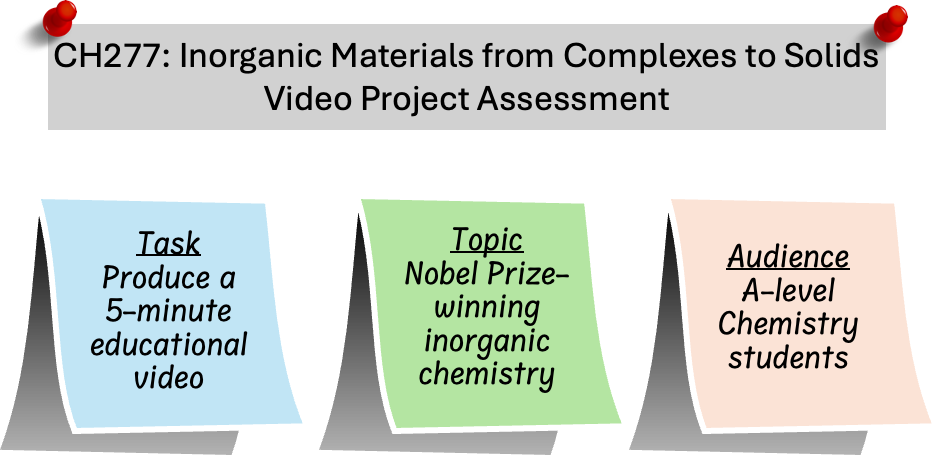 CH277: Inorganic Materials from Complexes to Solids
Video Project Assessment
Task
Produce a
5-minute
educational
video
Topic
Nobel Prize-
winning
inorganic
chemistry
Audience
A-level
Chemistry
students